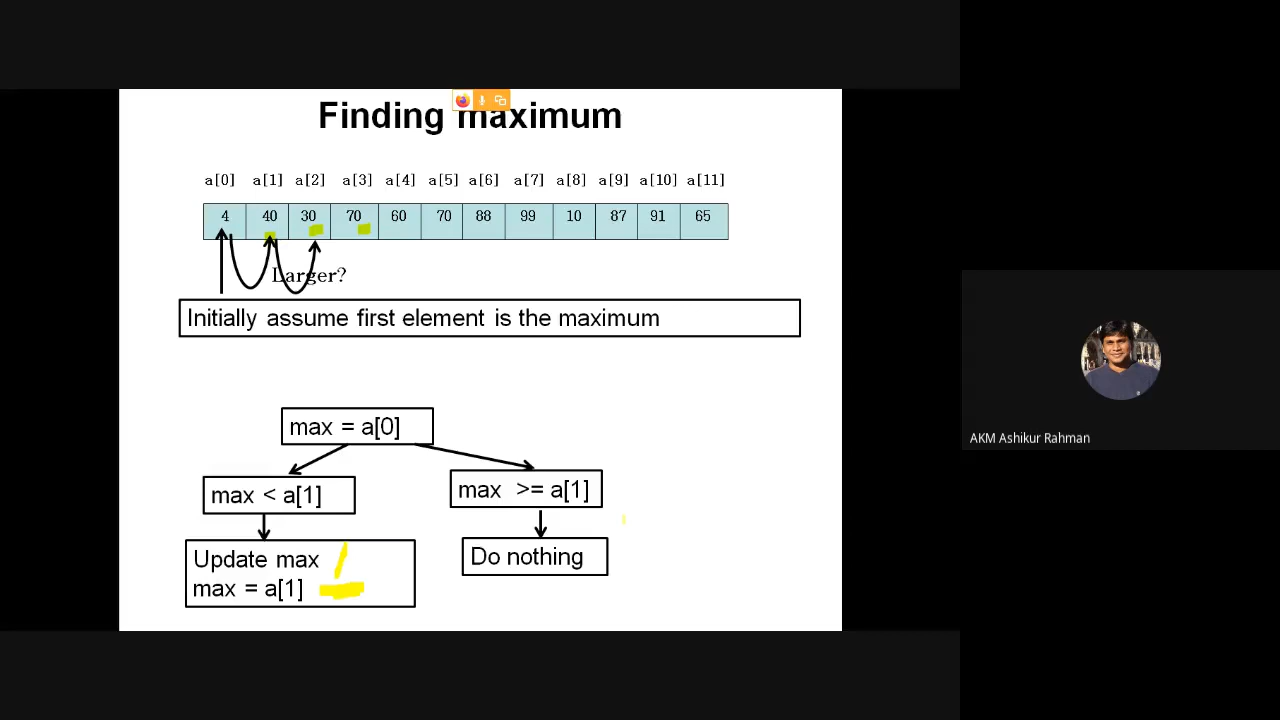 Finding maximum
a[0] a[1] a[2] a[3] a[4] a[5] a[6] a[7] a[8] a[9] a[10] a[11]
4 40 30 70 60 70 88 99 10 87 91 65
Larger?
Initially assume first element is the maximum
max = a[0]
max < a[1]
max >= a[1]
Update max
max = a[1]
Do nothing
AKM Ashikur Rahman